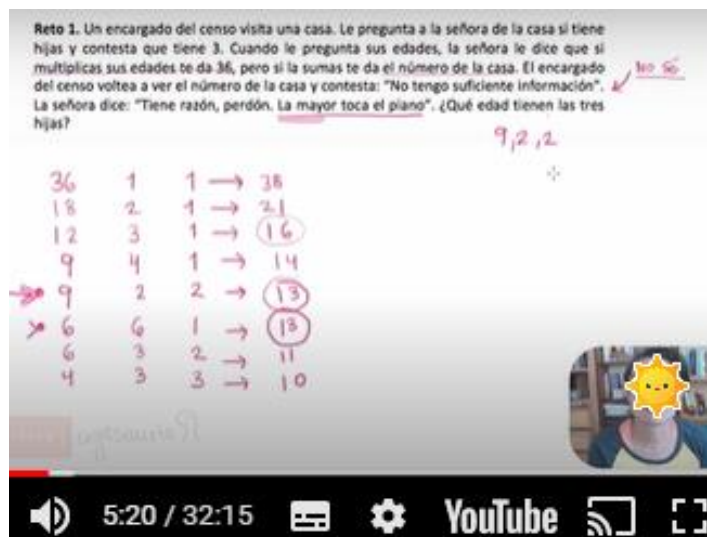 Reto 1. Un encargado del censo visita una casa. Le pregunta a la señora de la casa si tiene
hijas y contesta que tiene 3. Cuando le pregunta sus edades, la señora le dice que si
multiplicas sus edades te da 36, pero si la sumas te da el número de la casa. El encargado
del censo voltea a ver el número de la casa y contesta: "No tengo suficiente información".
La señora dice: "Tiene razón, perdón. La mayor toca el piano". ¿Qué edad tienen las tres
hijas?
No sé
9,2,2
36 1 1 → 38
18 2 1 → 21
12 3 1 → 16
9 4 1 → 14
9 2 2 → 13
6 6 1 → 13
6 3 2 → 11
4 3 3 → 10
5:20 / 32:15
YouTube